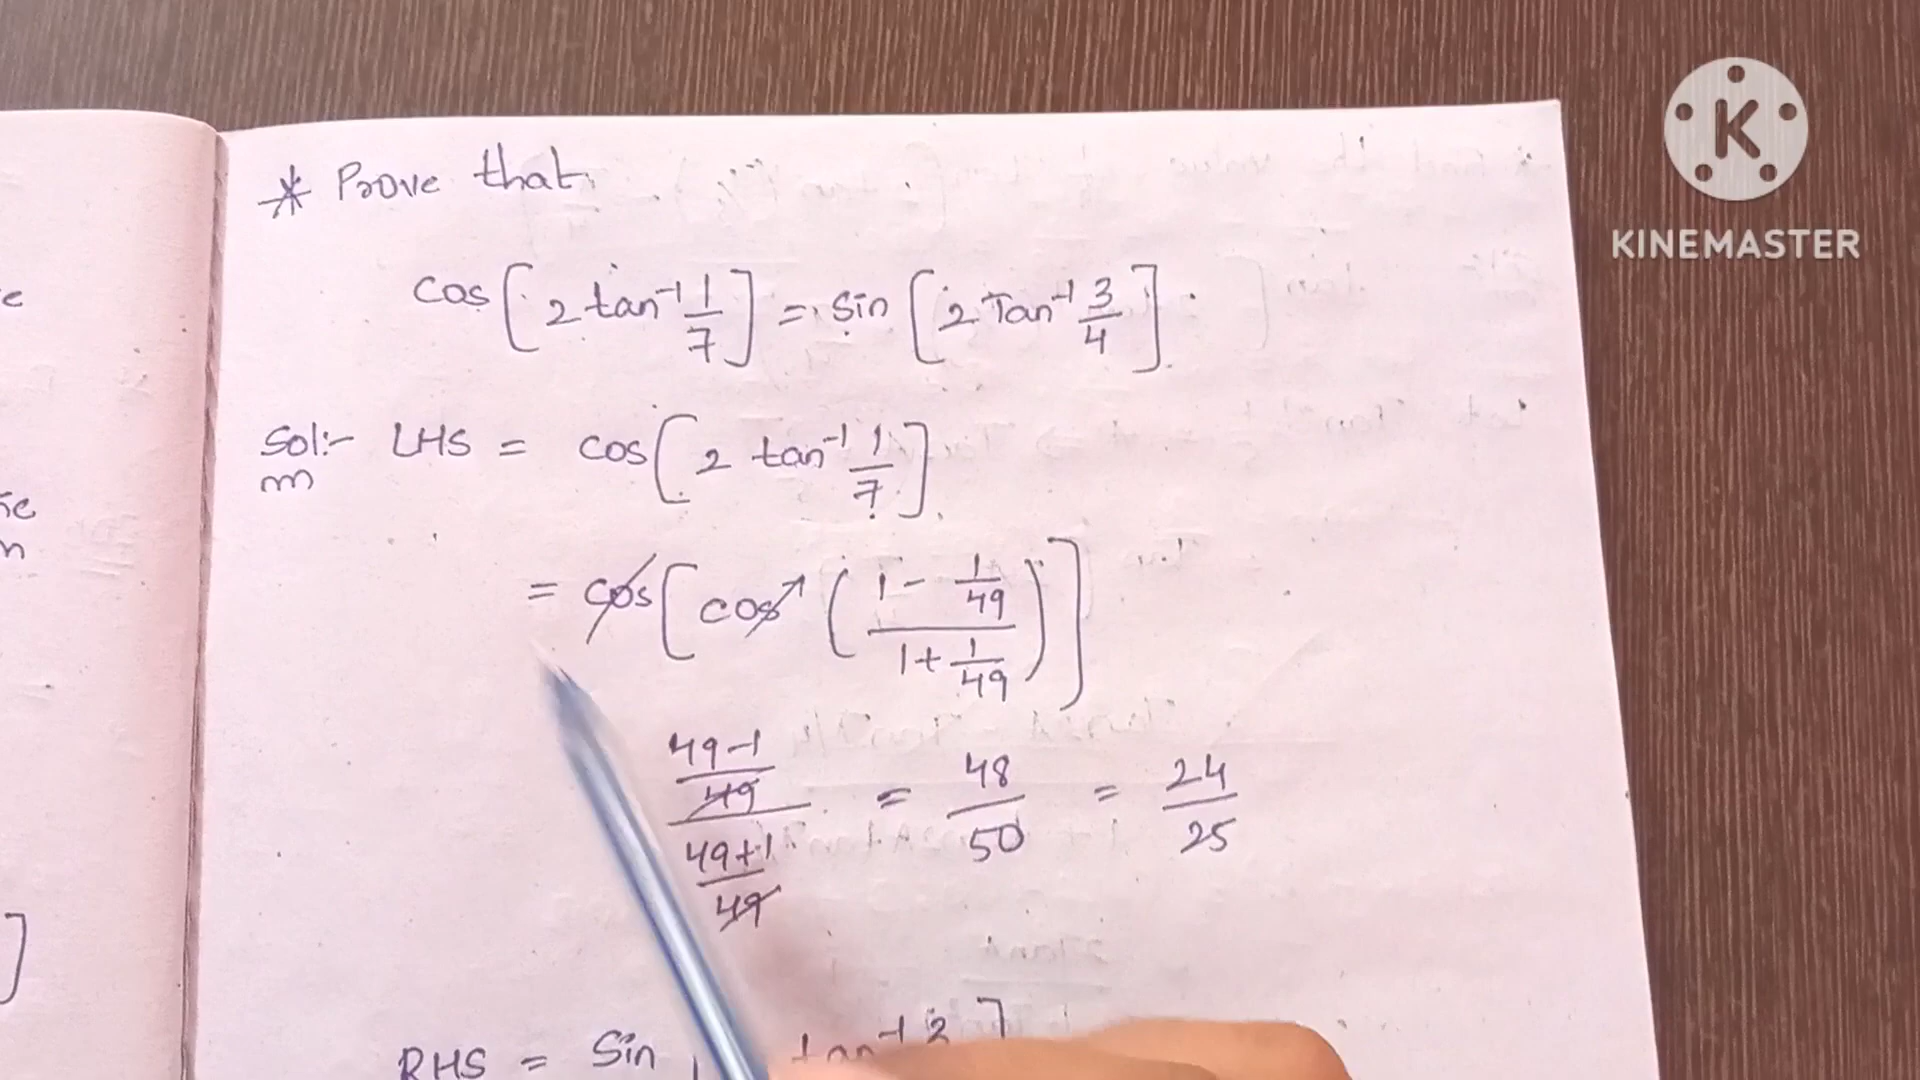 K
KINEMASTER
* Prove that
cos[2 tan⁻¹ 1/7] = sin[2 Tan⁻¹ 3/4].
Sol:- LHS = cos[2 tan⁻¹ 1/7]
= cos[cos⁻¹((1 - 1/49)/(1 + 1/49))]
((49-1)/49)/((49+1)/49) = 48/50 = 24/25
RHS = Sin tan⁻¹